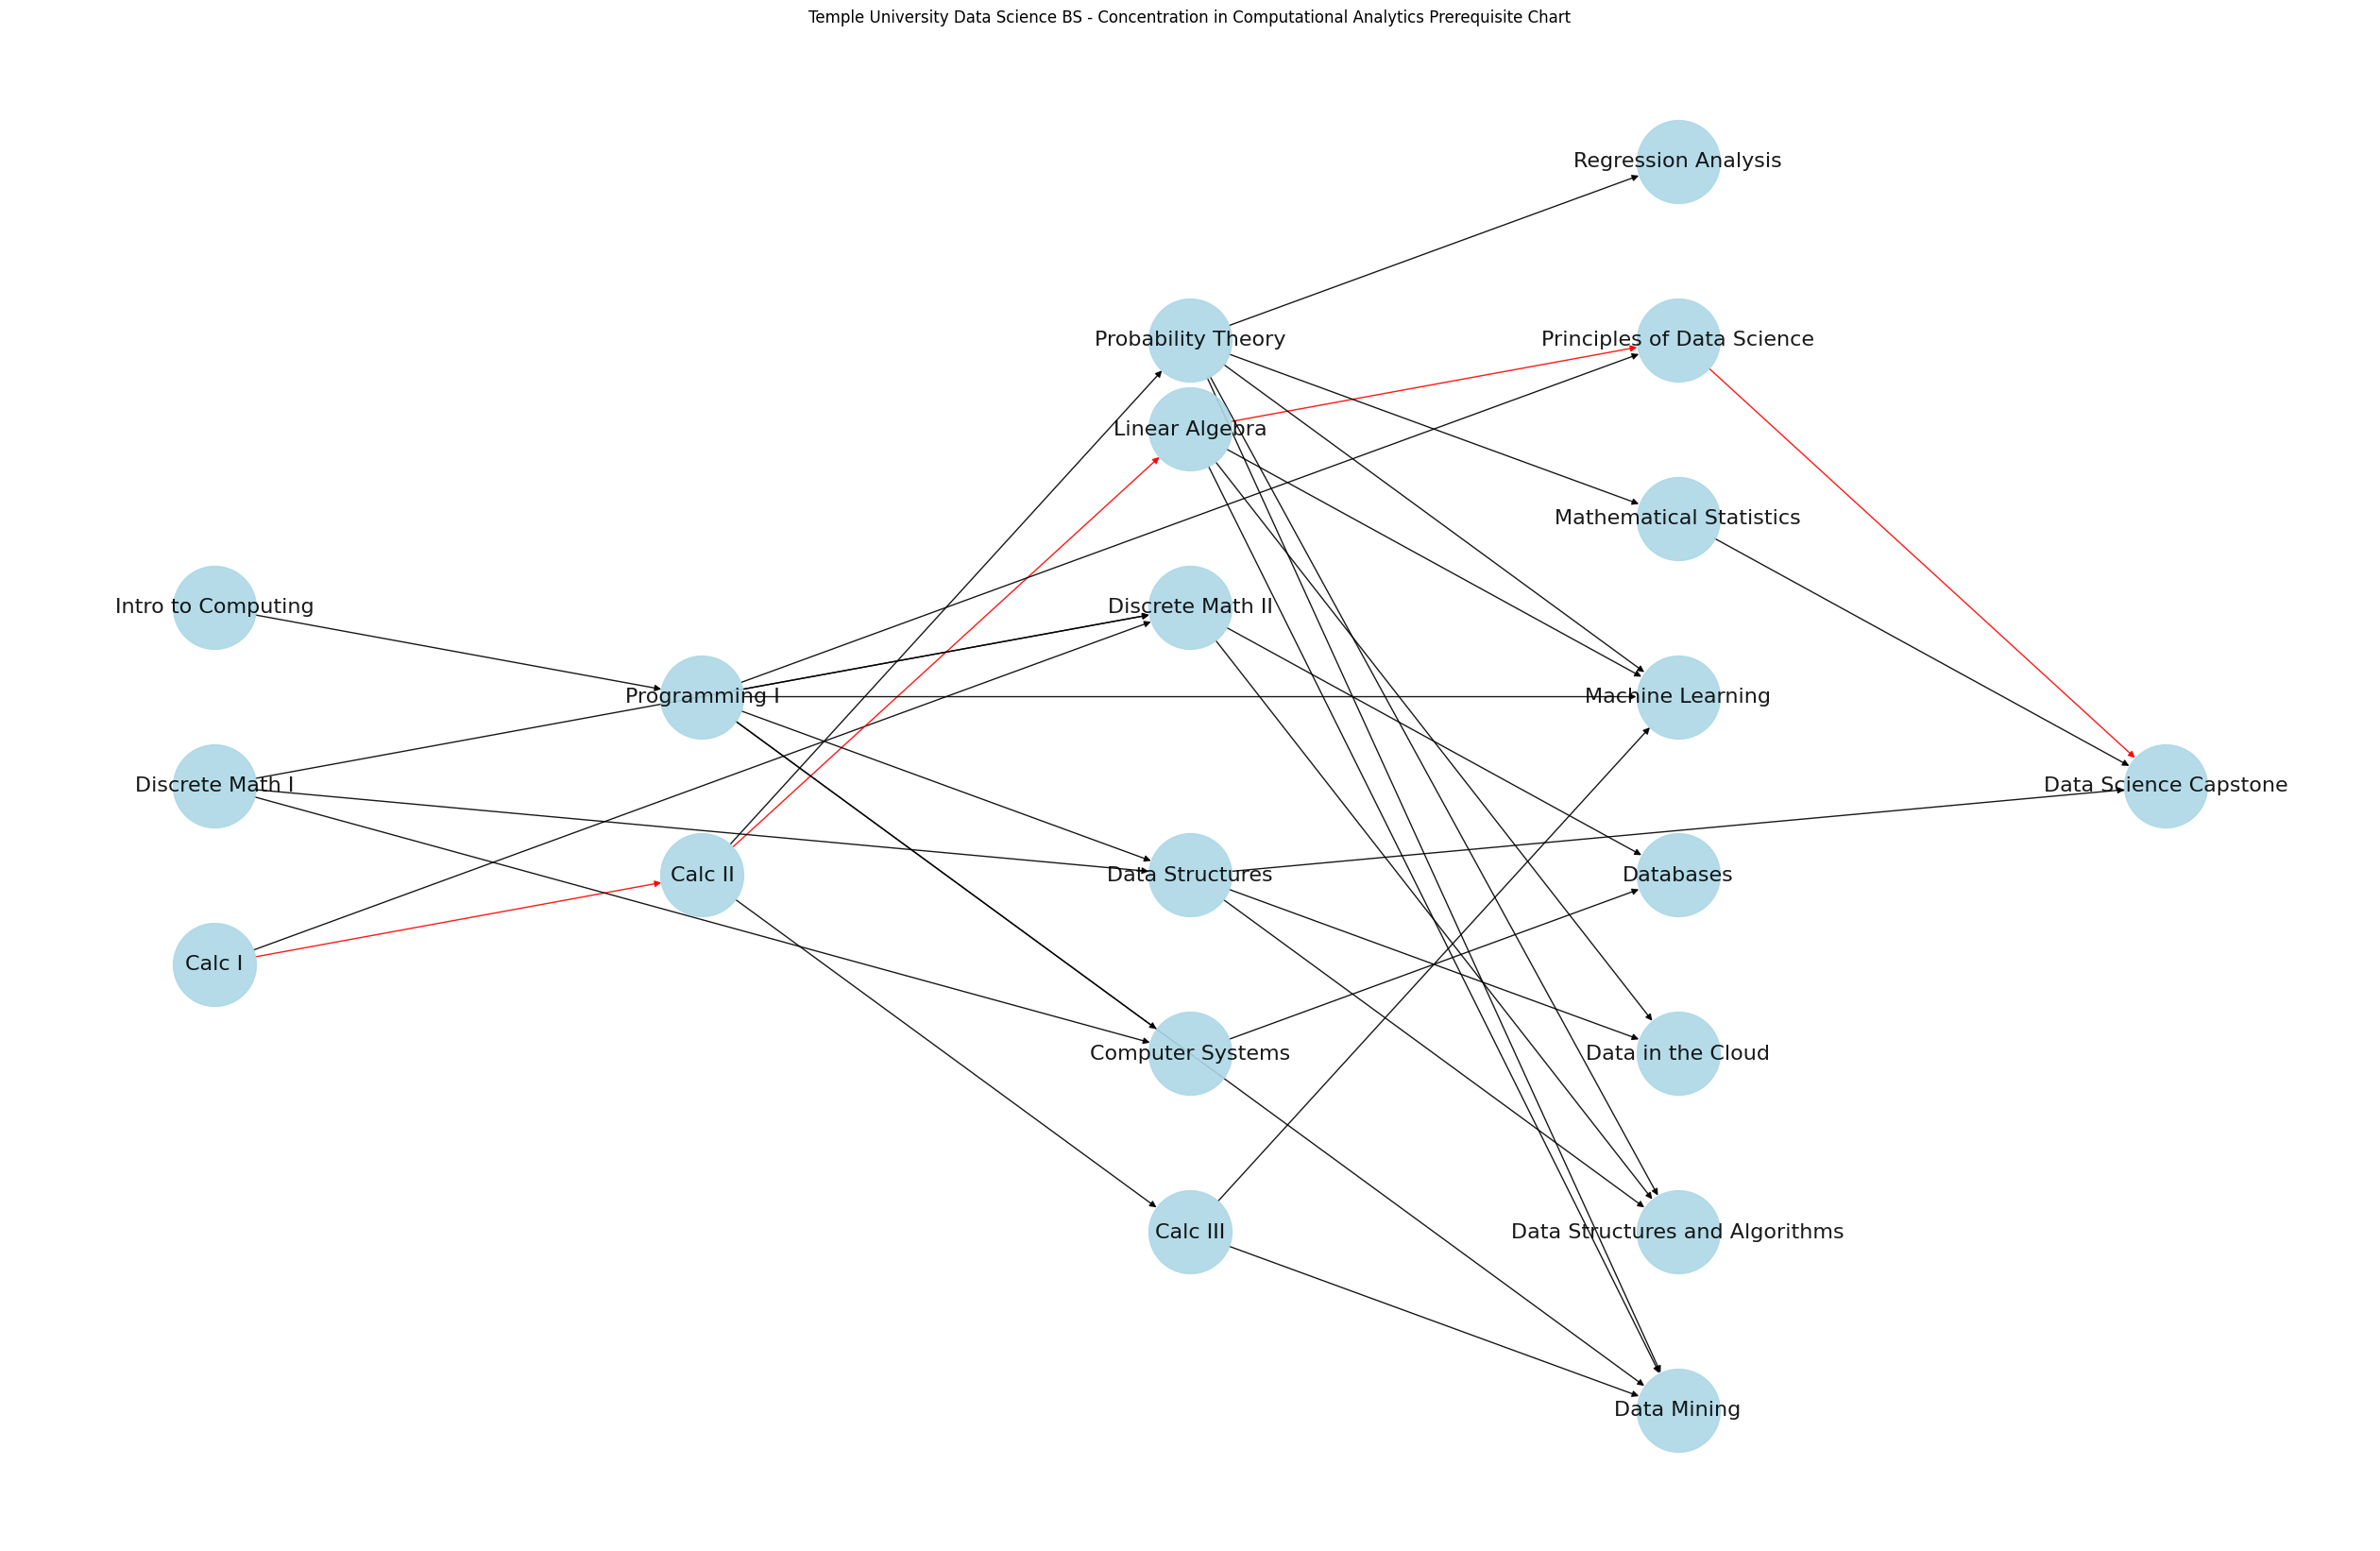 Temple University Data Science BS - Concentration in Computational Analytics Prerequisite Chart
Regression Analysis
Probability Theory
Principles of Data Science
Linear Algebra
Mathematical Statistics
Intro to Computing
Discrete Math II
Programming I
Machine Learning
Discrete Math I
Data Science Capstone
Calc II
Data Structures
Databases
Calc I
Computer Systems
Data in the Cloud
Calc III
Data Structures and Algorithms
Data Mining